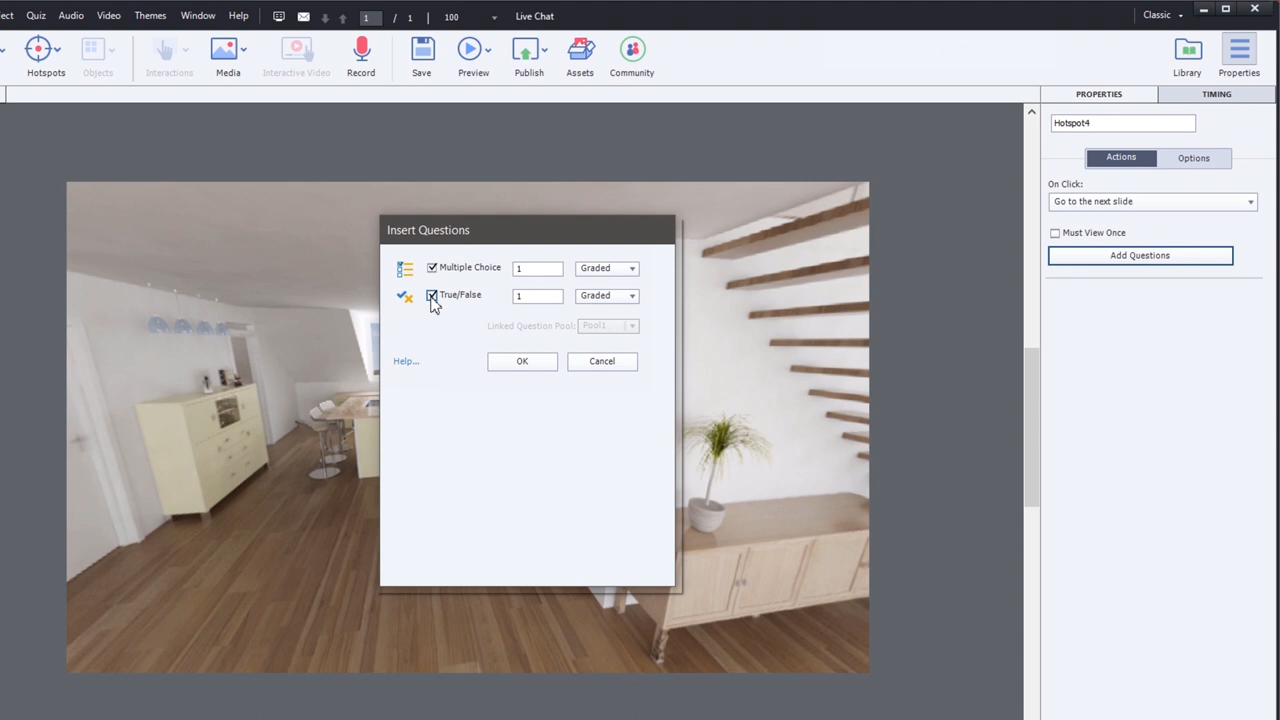 ect Quiz Audio Video Themes Window Help 1 / 1 100 Live Chat Classic
Hotspots Objects Interactions Media Interactive Video Record Save Preview Publish Assets Community Library Properties
PROPERTIES TIMING
Hotspot4
Actions Options
On Click:
Go to the next slide
Must View Once
Add Questions
Insert Questions
Multiple Choice 1 Graded
True/False 1 Graded
Linked Question Pool: Pool1
Help... OK Cancel